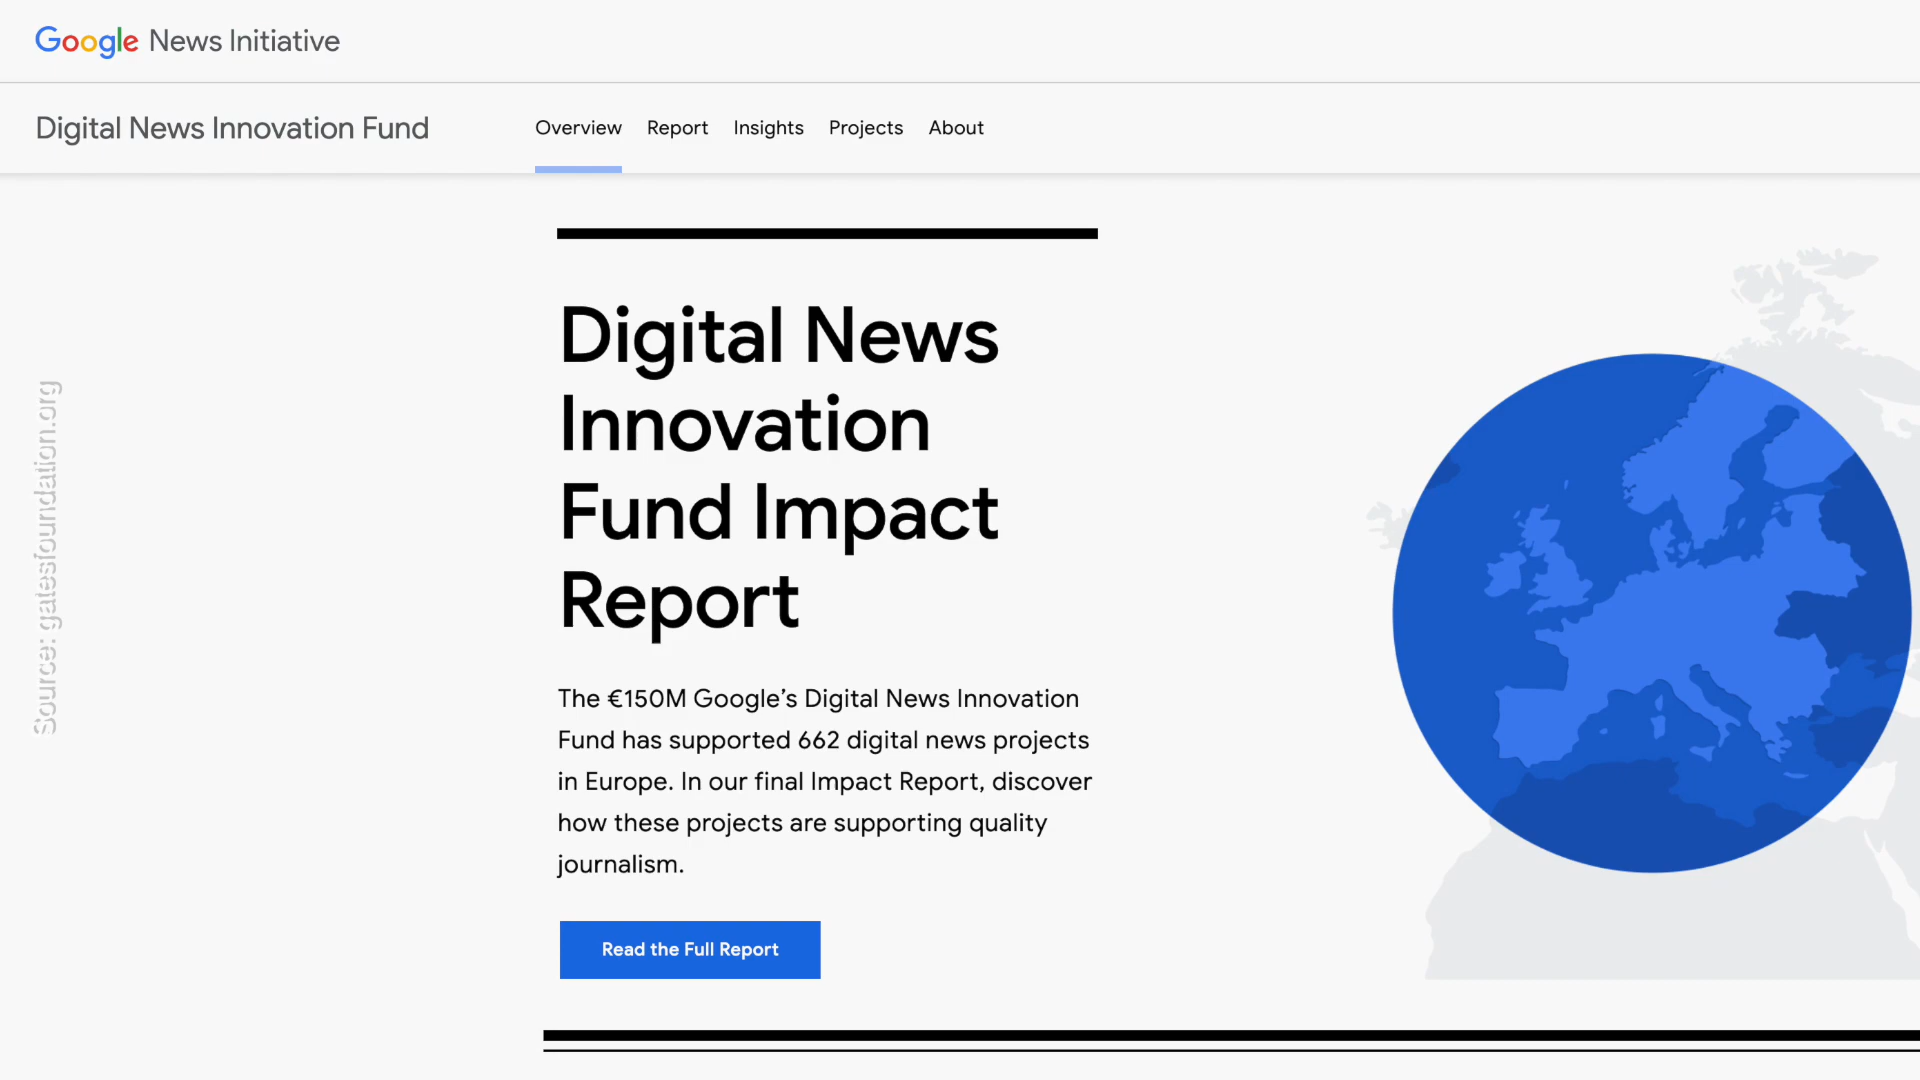 Google News Initiative
Digital News Innovation Fund
Overview Report Insights Projects About
Digital News
Innovation
Fund Impact
Report
The €150M Google’s Digital News Innovation
Fund has supported 662 digital news projects
in Europe. In our final Impact Report, discover
how these projects are supporting quality
journalism.
Read the Full Report
Source: gatesfoundation.org